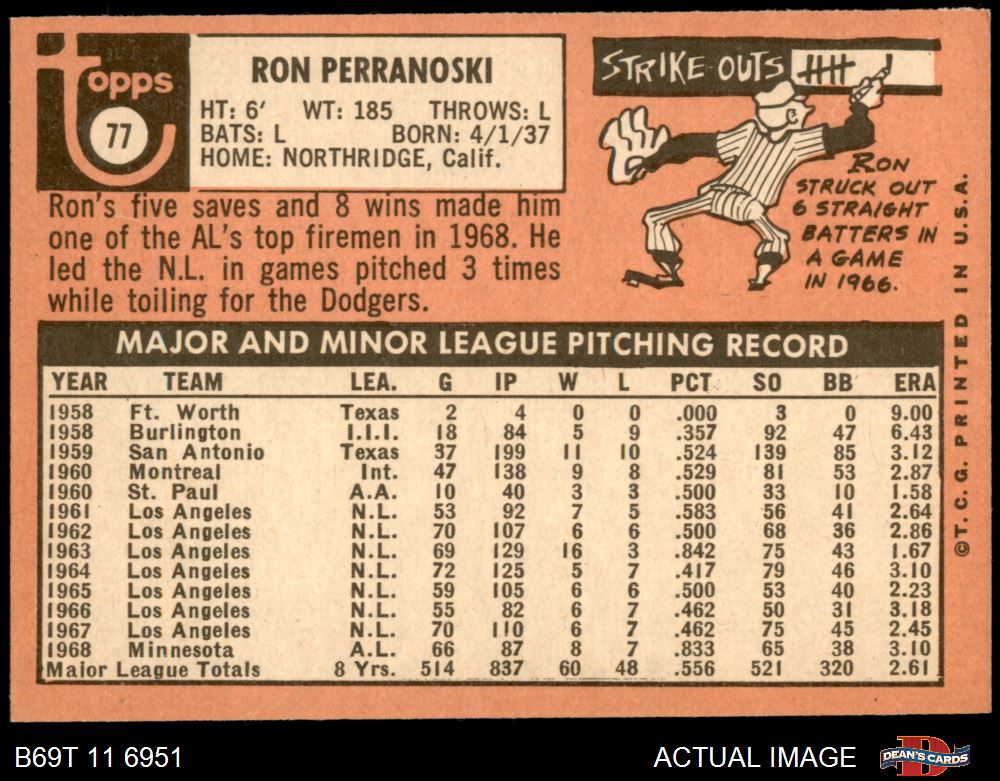 Topps
77
RON PERRANOSKI
HT: 6' WT: 185 THROWS: L
BATS: L BORN: 4/1/37
HOME: NORTHRIDGE, Calif.
Ron's five saves and 8 wins made him
one of the AL's top firemen in 1968. He
led the N.L. in games pitched 3 times
while toiling for the Dodgers.
STRIKE-OUTS
RON
STRUCK OUT
6 STRAIGHT
BATTERS IN
A GAME
IN 1966.
MAJOR AND MINOR LEAGUE PITCHING RECORD
YEAR TEAM LEA. G IP W L PCT SO BB ERA
1958 Ft. Worth Texas 2 4 0 0 .000 3 0 9.00
1958 Burlington I.I.I. 18 84 5 9 .357 92 47 6.43
1959 San Antonio Texas 37 199 11 10 .524 139 85 3.12
1960 Montreal Int. 47 138 9 8 .529 81 53 2.87
1960 St. Paul A.A. 10 40 3 3 .500 33 10 1.58
1961 Los Angeles N.L. 53 92 7 5 .583 56 41 2.64
1962 Los Angeles N.L. 70 107 6 6 .500 68 36 2.86
1963 Los Angeles N.L. 69 129 16 3 .842 75 43 1.67
1964 Los Angeles N.L. 72 125 5 7 .417 79 46 3.10
1965 Los Angeles N.L. 59 105 6 6 .500 53 40 2.23
1966 Los Angeles N.L. 55 82 6 7 .462 50 31 3.18
1967 Los Angeles N.L. 70 110 6 7 .462 75 45 2.45
1968 Minnesota A.L. 66 87 8 7 .833 65 38 3.10
Major League Totals 8 Yrs. 514 837 60 48 .556 521 320 2.61
©T.C.G. PRINTED IN U.S.A.
B69T 11 6951
ACTUAL IMAGE
DEAN'S CARDS